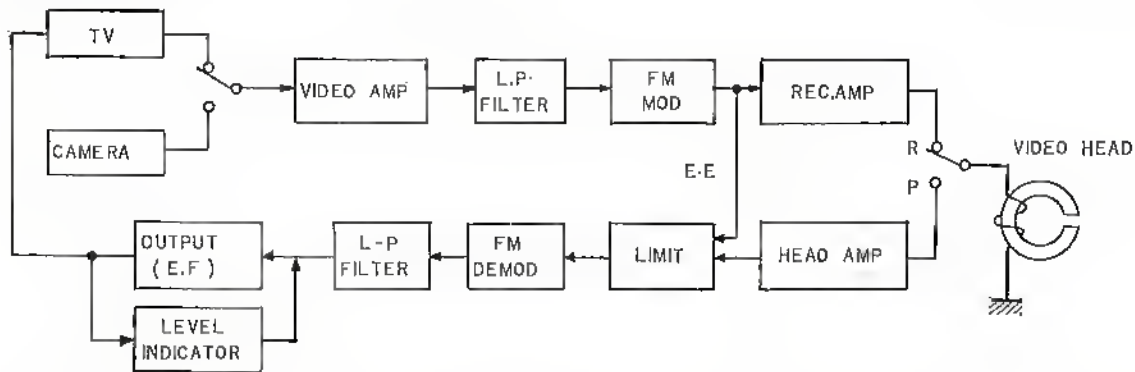 TV
CAMERA
VIDEO AMP
L.P.
FILTER
FM
MOD
REC.AMP
R
P
VIDEO HEAD
E.E
OUTPUT
(E.F)
L-P
FILTER
FM
DEMOD
LIMIT
HEAD AMP
LEVEL
INDICATOR